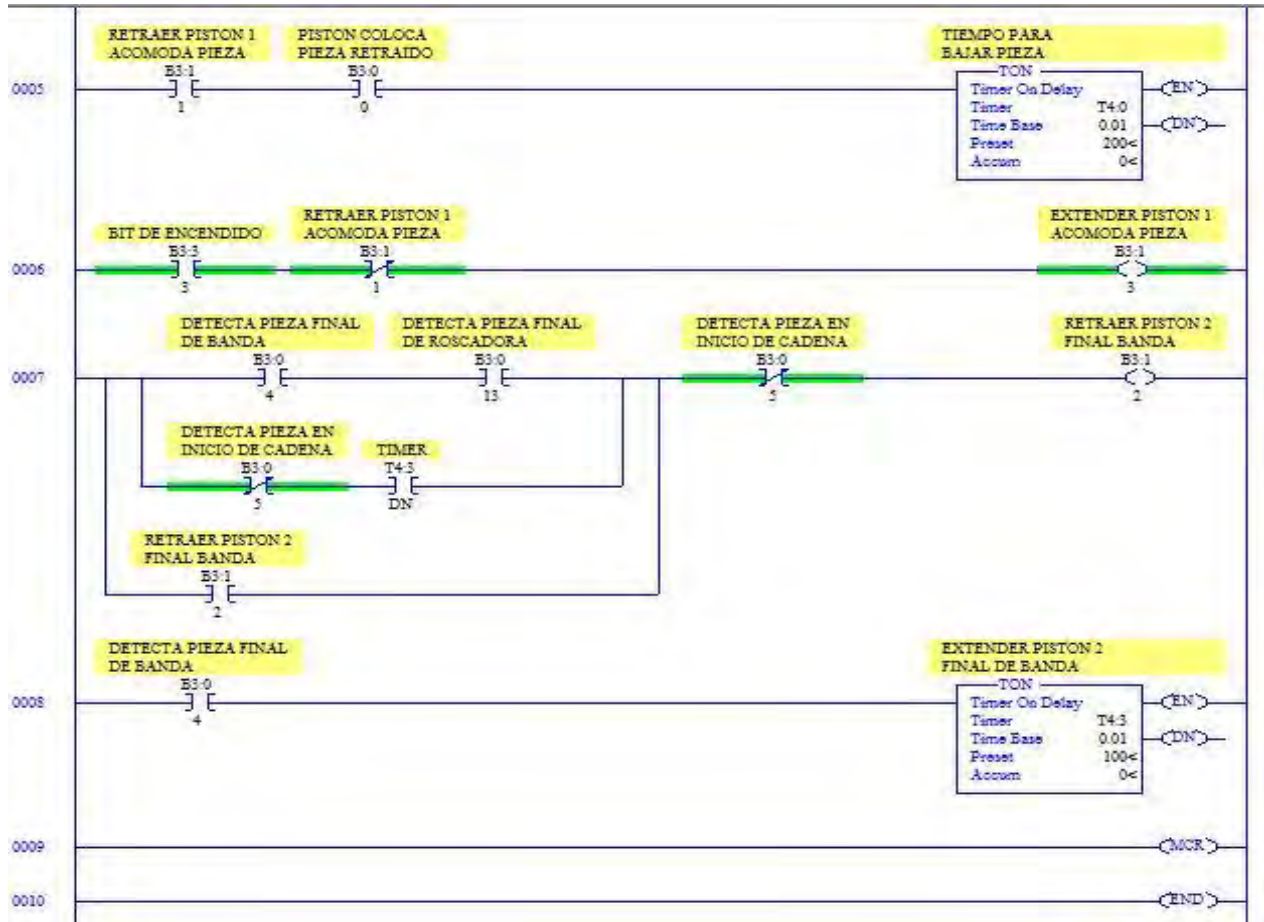 RETRAER PISTON 1
ACOMODA PIEZA
B3:1
1
PISTON COLOCA
PIEZA RETRAIDO
B3:0
0
TIEMPO PARA
BAJAR PIEZA
TON
Timer On Delay
Timer T4:0
Time Base 0.01
Preset 200<
Accum 0<
EN
DN
0005
BIT DE ENCENDIDO
B3:3
3
RETRAER PISTON 1
ACOMODA PIEZA
B3:1
1
EXTENDER PISTON 1
ACOMODA PIEZA
B3:1
3
0006
DETECTA PIEZA FINAL
DE BANDA
B3:0
4
DETECTA PIEZA FINAL
DE ROSCADORA
B3:0
13
DETECTA PIEZA EN
INICIO DE CADENA
B3:0
5
RETRAER PISTON 2
FINAL BANDA
B3:1
2
0007
DETECTA PIEZA EN
INICIO DE CADENA
B3:0
5
TIMER
T4:3
DN
RETRAER PISTON 2
FINAL BANDA
B3:1
2
DETECTA PIEZA FINAL
DE BANDA
B3:0
4
EXTENDER PISTON 2
FINAL DE BANDA
TON
Timer On Delay
Timer T4:3
Time Base 0.01
Preset 100<
Accum 0<
EN
DN
0008
0009
MCR
0010
END